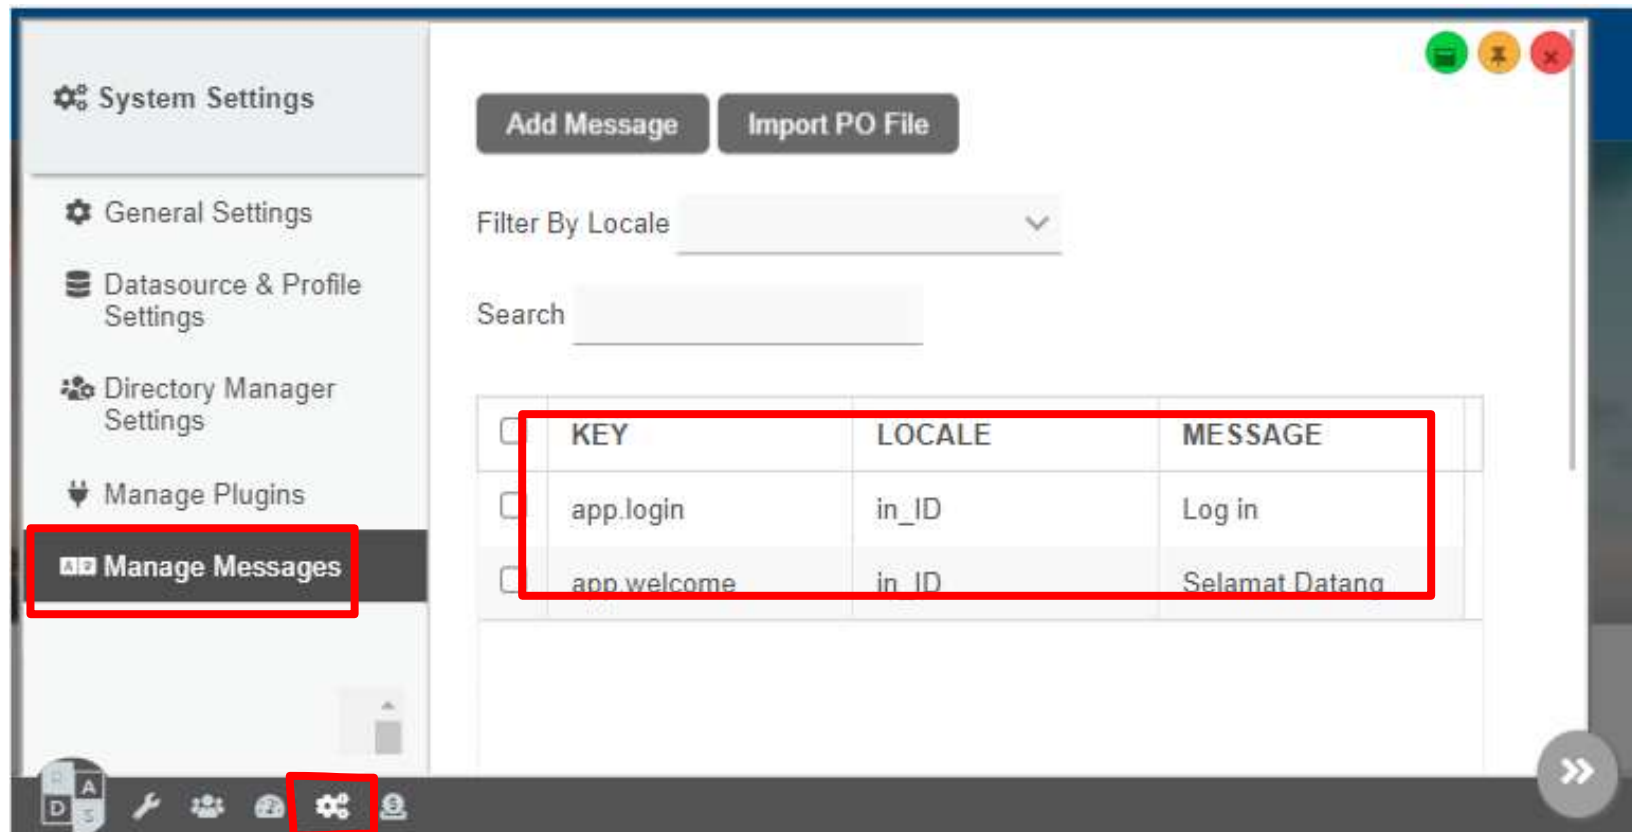 System Settings
General Settings
Datasource & Profile
Settings
Directory Manager
Settings
Manage Plugins
Manage Messages
Add Message Import PO File
Filter By Locale
Search
KEY LOCALE MESSAGE
app.login in_ID Log in
app.welcome in_ID Selamat Datang
A
D S